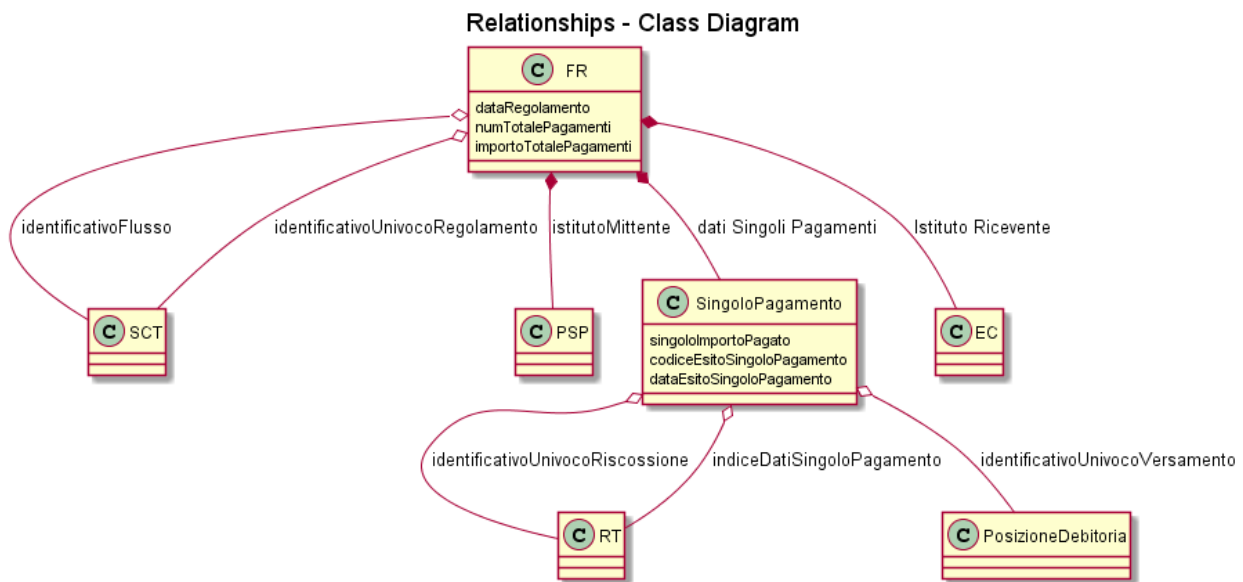 Relationships - Class Diagram
C FR
dataRegolamento
numTotalePagamenti
importoTotalePagamenti
identificativoFlusso
identificativoUnivocoRegolamento
istitutoMittente
dati Singoli Pagamenti
Istituto Ricevente
C SCT
C PSP
C SingoloPagamento
singoloImportoPagato
codiceEsitoSingoloPagamento
dataEsitoSingoloPagamento
C EC
identificativoUnivocoRiscossione
indiceDatiSingoloPagamento
identificativoUnivocoVersamento
C RT
C PosizioneDebitoria